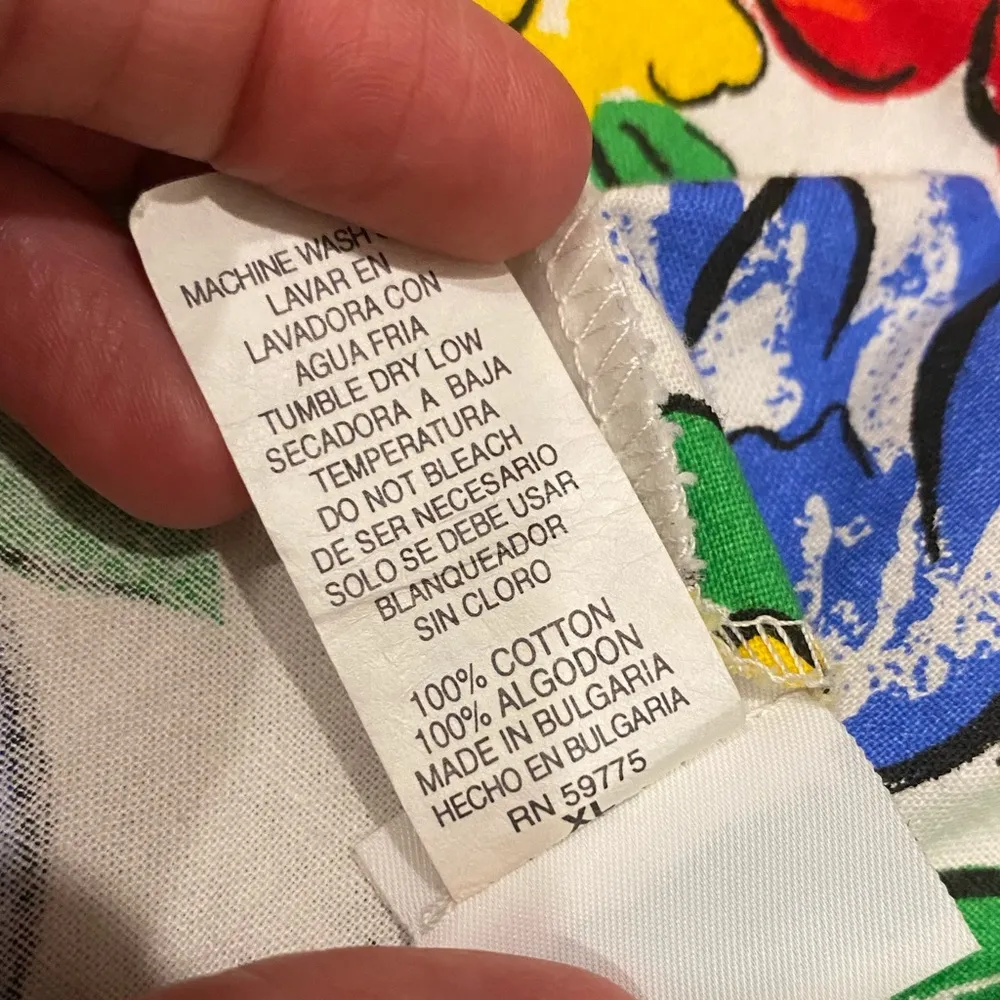 MACHINE WASH
LAVAR EN
LAVADORA CON
AGUA FRIA
TUMBLE DRY LOW
SECADORA A BAJA
TEMPERATURA
DO NOT BLEACH
DE SER NECESARIO
SOLO SE DEBE USAR
BLANQUEADOR
SIN CLORO
100% COTTON
100% ALGODON
MADE IN BULGARIA
HECHO EN BULGARIA
RN 59775
XL